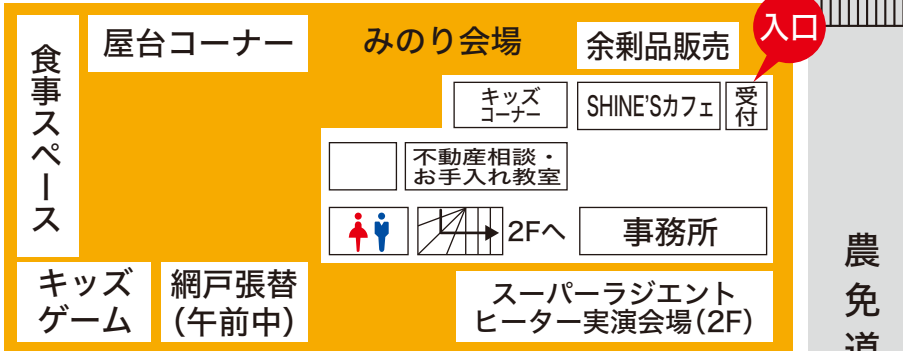 入口
屋台コーナー
みのり会場
余剰品販売
食事スペース
キッズ
コーナー
SHINE'Sカフェ
受付
不動産相談・
お手入れ教室
2Fへ
事務所
キッズ
ゲーム
網戸張替
(午前中)
スーパーラジエント
ヒーター実演会場(2F)
農免道